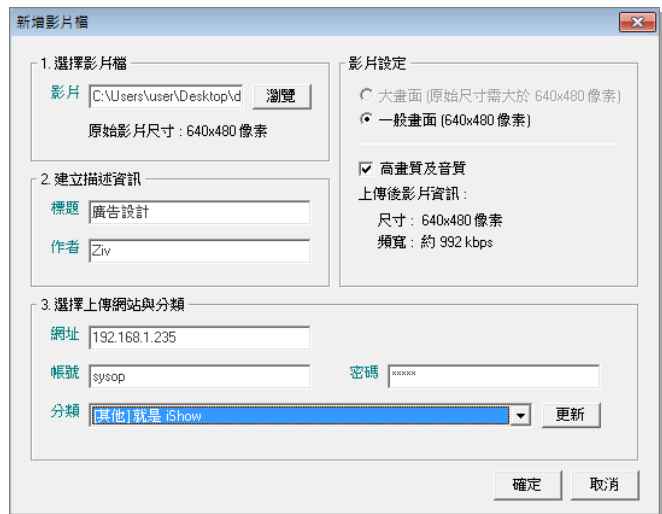 新增影片檔
1. 選擇影片檔
影片 C:\Users\user\Desktop\d 瀏覽
原始影片尺寸 : 640x480 像素
影片設定
大畫面 (原始尺寸需大於 640x480 像素)
一般畫面 (640x480 像素)
高畫質及音質
上傳後影片資訊 :
尺寸 : 640x480 像素
頻寬 : 約 992 kbps
2. 建立描述資訊
標題 廣告設計
作者 Ziv
3. 選擇上傳網站與分類
網址 192.168.1.235
帳號 sysop 密碼 *****
分類 [其他] 就是 iShow 更新
確定 取消